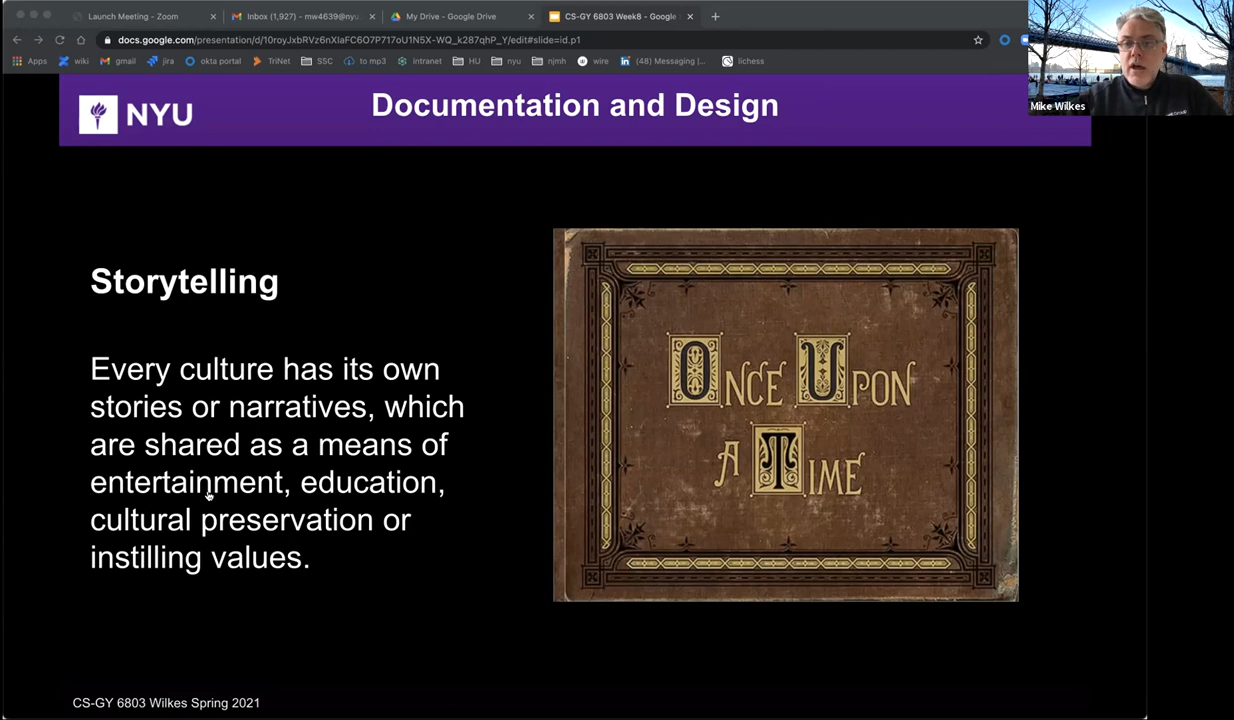 Launch Meeting - Zoom
Inbox (1,927) - mw4639@nyu
My Drive - Google Drive
CS-GY 6803 Week8 - Google
docs.google.com/presentation/d/10royJxbRVz6nXlaFC6O7P717oU1N5X-WQ_k287qhP_Y/edit#slide=id.p1
Apps wiki gmail jira okta portal TriNet SSC to mp3 intranet HU nyu njmh wire (48) Messaging |... lichess
Mike Wilkes
NYU
Documentation and Design
Storytelling
Every culture has its own
stories or narratives, which
are shared as a means of
entertainment, education,
cultural preservation or
instilling values.
ONCE UPON
A TIME
CS-GY 6803 Wilkes Spring 2021